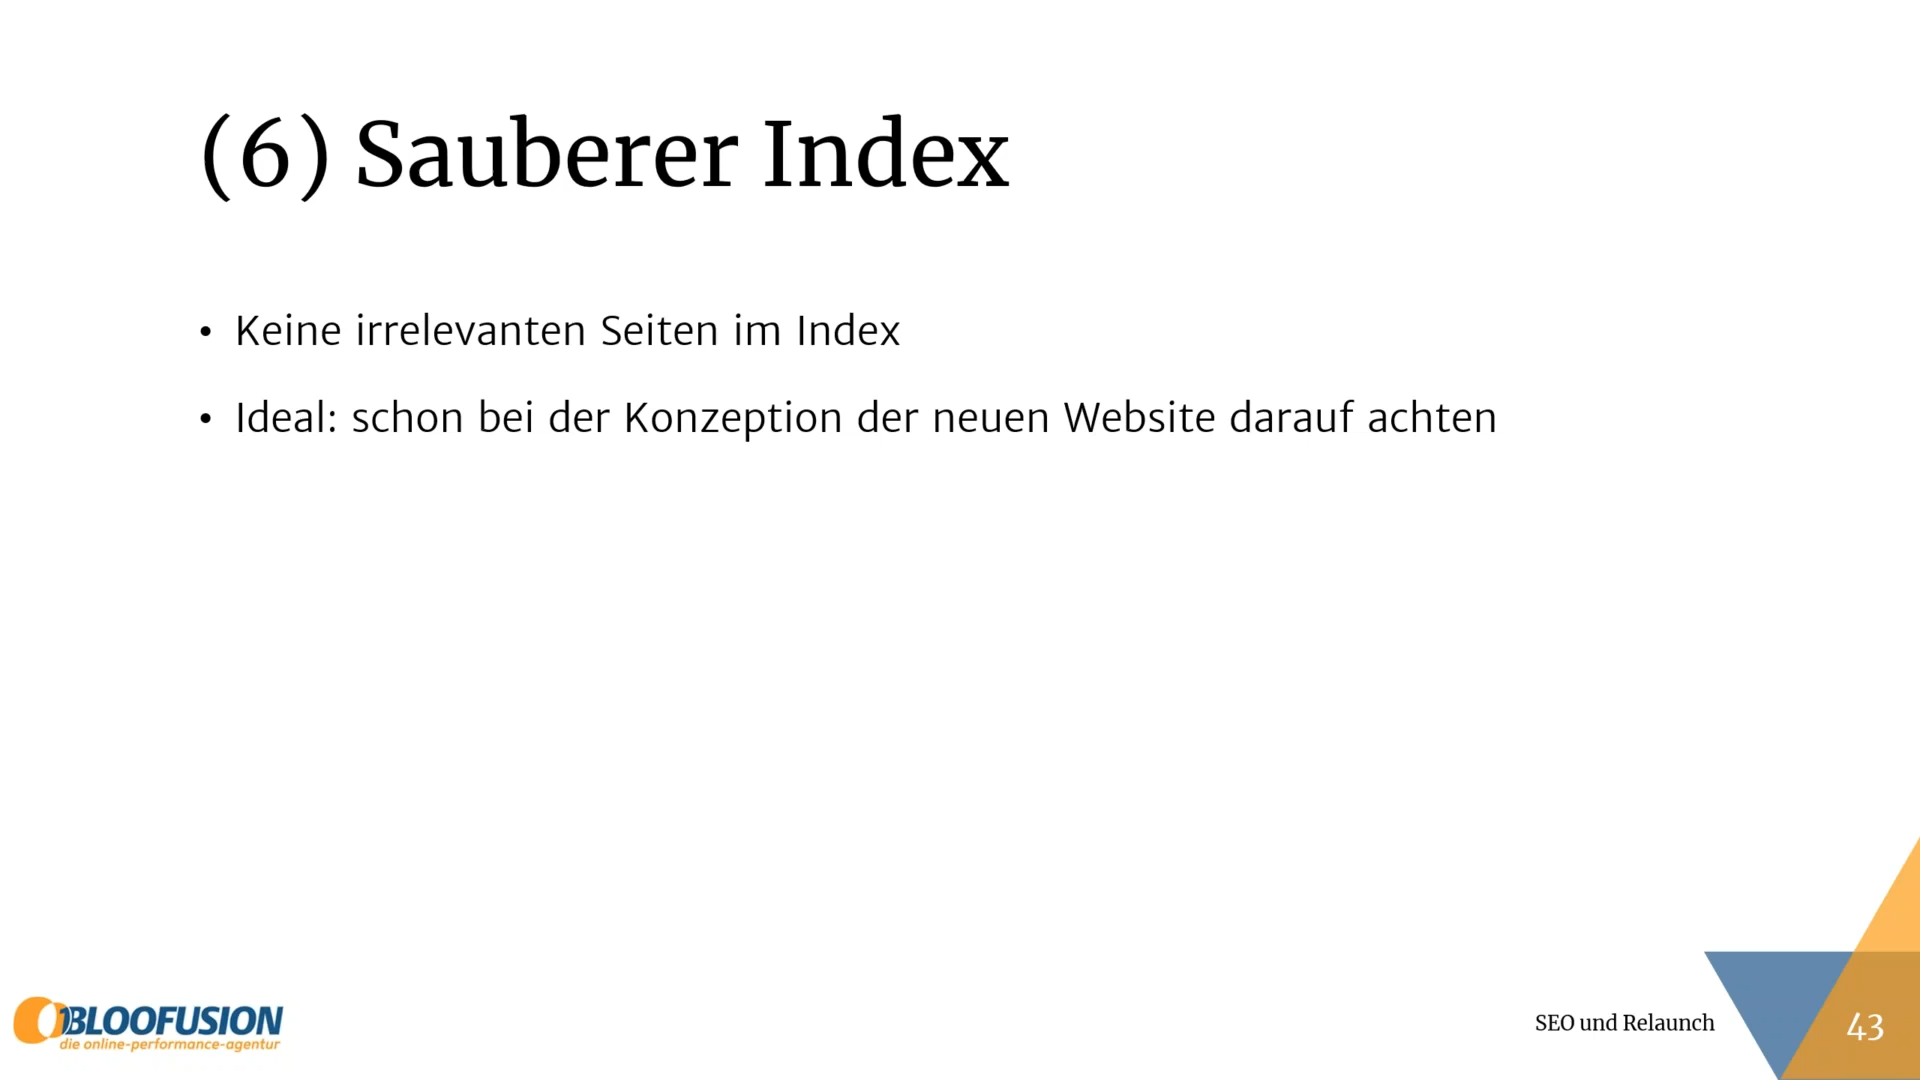 (6) Sauberer Index
• Keine irrelevanten Seiten im Index
• Ideal: schon bei der Konzeption der neuen Website darauf achten
BLOOFUSION
die online-performance-agentur
SEO und Relaunch
43